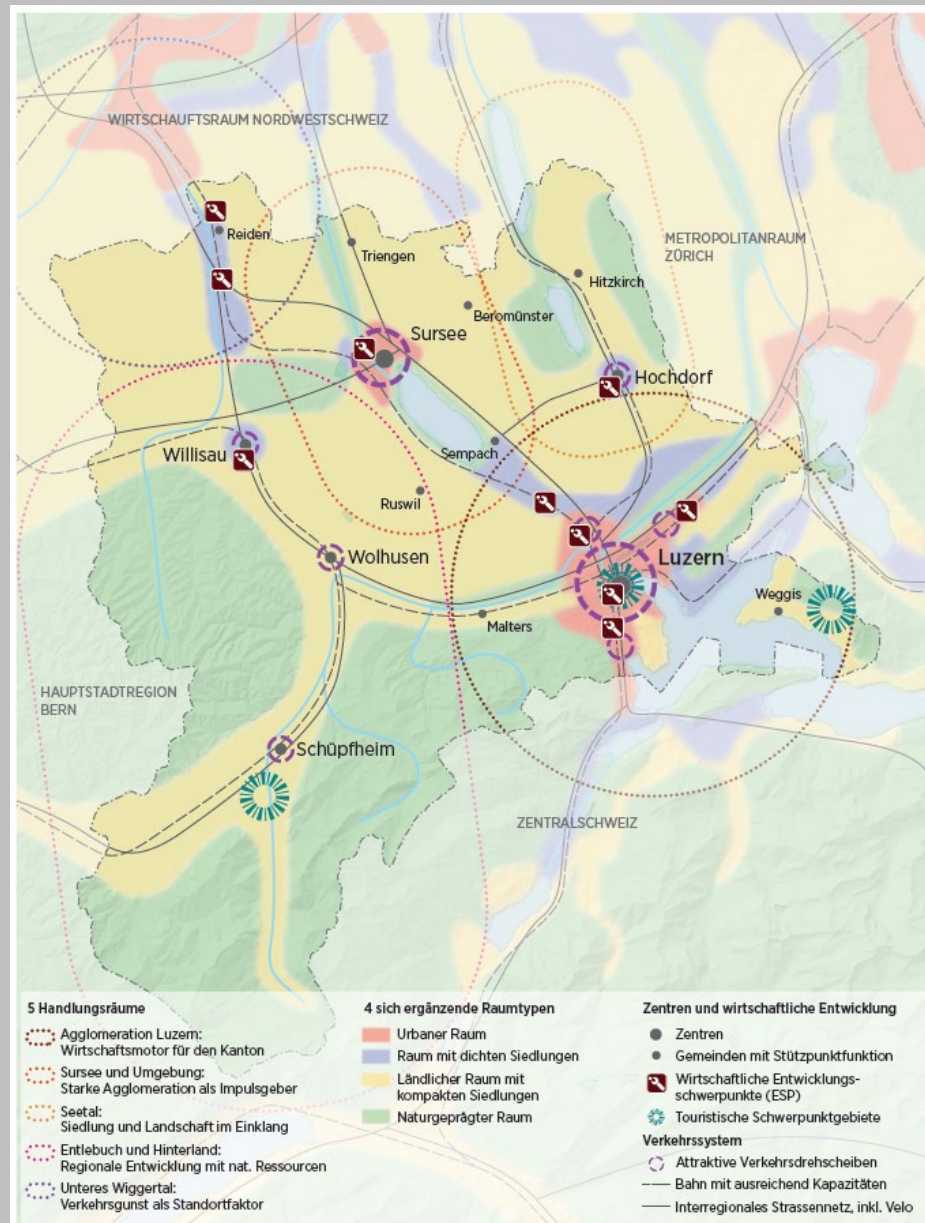 WIRTSCHAUFTSRAUM NORDWESTSCHWEIZ
Reiden
Triengen
METROPOLITANRAUM
ZÜRICH
Hitzkirch
Beromünster
Sursee
Hochdorf
Willisau
Sempach
Ruswil
Wolhusen
Luzern
Weggis
Malters
HAUPTSTADTREGION
BERN
Schüpfheim
ZENTRALSCHWEIZ
5 Handlungsräume
Agglomeration Luzern:
Wirtschaftsmotor für den Kanton
Sursee und Umgebung:
Starke Agglomeration als Impulsgeber
Seetal:
Siedlung und Landschaft im Einklang
Entlebuch und Hinterland:
Regionale Entwicklung mit nat. Ressourcen
Unteres Wiggertal:
Verkehrsgunst als Standortfaktor
4 sich ergänzende Raumtypen
Urbaner Raum
Raum mit dichten Siedlungen
Ländlicher Raum mit
kompakten Siedlungen
Naturgeprägter Raum
Zentren und wirtschaftliche Entwicklung
Zentren
Gemeinden mit Stützpunktfunktion
Wirtschaftliche Entwicklungs-
schwerpunkte (ESP)
Touristische Schwerpunktgebiete
Verkehrssystem
Attraktive Verkehrsdrehscheiben
Bahn mit ausreichend Kapazitäten
Interregionales Strassennetz, inkl. Velo